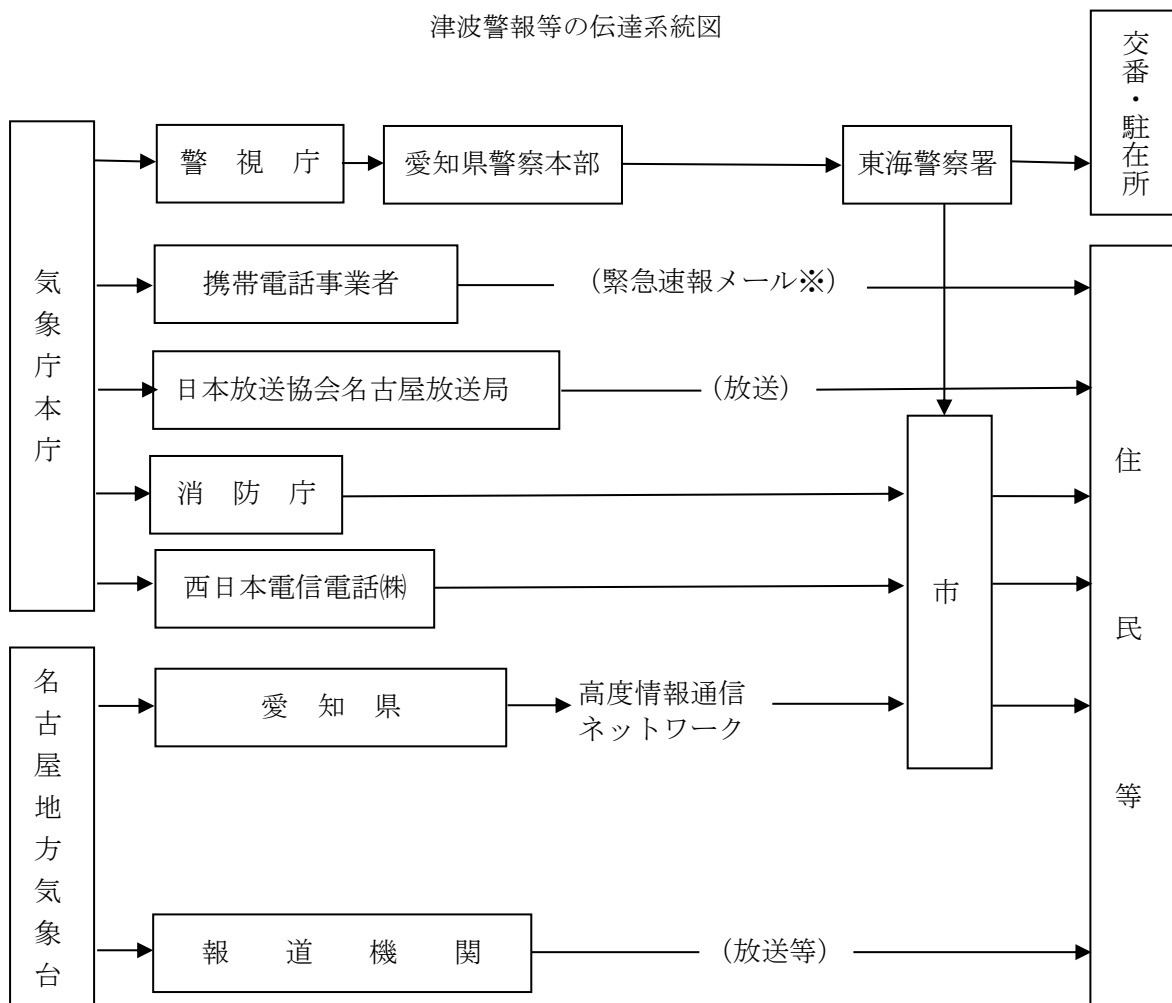 津波警報等の伝達系統図
交番・駐在所
気象庁本庁
警視庁
愛知県警察本部
東海警察署
携帯電話事業者
（緊急速報メール※）
日本放送協会名古屋放送局
（放送）
消防庁
西日本電信電話㈱
市
住民等
名古屋地方気象台
愛知県
高度情報通信
ネットワーク
報道機関
（放送等）